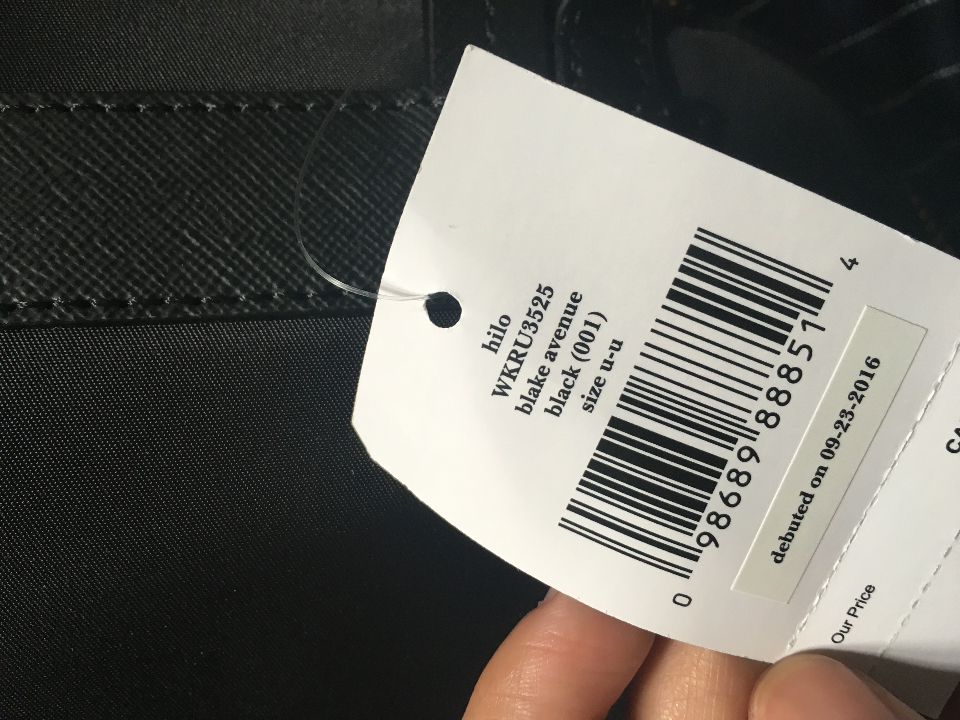 hilo
WKRU3525
blake avenue
black (001)
size u-u
0 98689 88851 4
debuted on 09-23-2016
Our Price